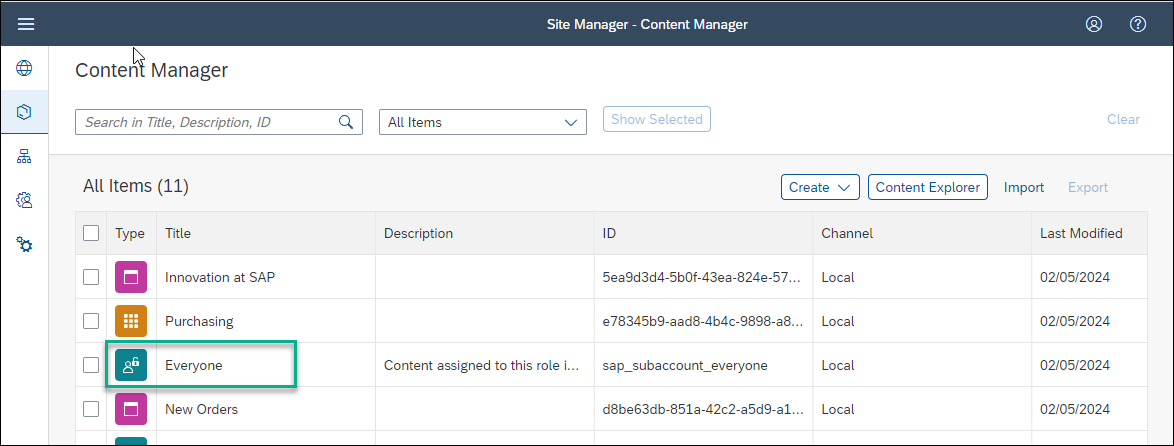 Site Manager - Content Manager
Content Manager
Search in Title, Description, ID All Items Show Selected Clear
All Items (11) Create Content Explorer Import Export
Type Title Description ID Channel Last Modified
Innovation at SAP 5ea9d3d4-5b0f-43ea-824e-57... Local 02/05/2024
Purchasing e78345b9-aad8-4b4c-9898-a8... Local 02/05/2024
Everyone Content assigned to this role i... sap_subaccount_everyone Local 02/05/2024
New Orders d8be63db-851a-42c2-a5d9-a1... Local 02/05/2024